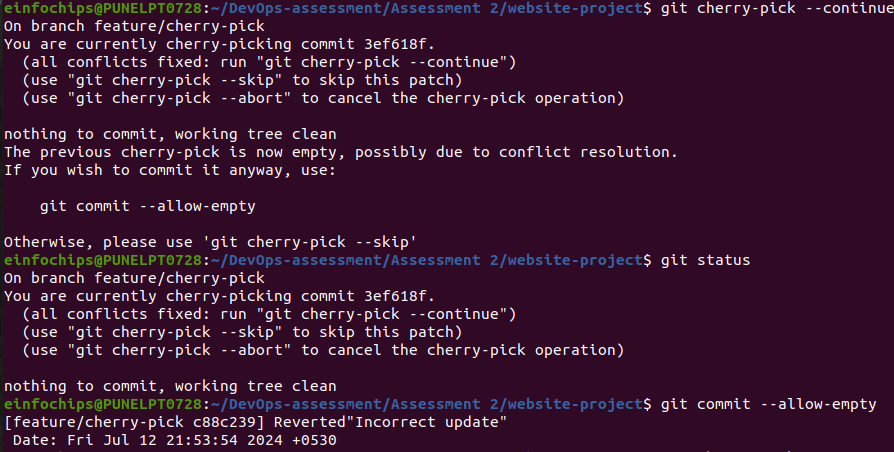 einfochips@PUNELPT0728:~/DevOps-assessment/Assessment 2/website-project$ git cherry-pick --continue
On branch feature/cherry-pick
You are currently cherry-picking commit 3ef618f.
  (all conflicts fixed: run "git cherry-pick --continue")
  (use "git cherry-pick --skip" to skip this patch)
  (use "git cherry-pick --abort" to cancel the cherry-pick operation)

nothing to commit, working tree clean
The previous cherry-pick is now empty, possibly due to conflict resolution.
If you wish to commit it anyway, use:

    git commit --allow-empty

Otherwise, please use 'git cherry-pick --skip'
einfochips@PUNELPT0728:~/DevOps-assessment/Assessment 2/website-project$ git status
On branch feature/cherry-pick
You are currently cherry-picking commit 3ef618f.
  (all conflicts fixed: run "git cherry-pick --continue")
  (use "git cherry-pick --skip" to skip this patch)
  (use "git cherry-pick --abort" to cancel the cherry-pick operation)

nothing to commit, working tree clean
einfochips@PUNELPT0728:~/DevOps-assessment/Assessment 2/website-project$ git commit --allow-empty
[feature/cherry-pick c88c239] Reverted"Incorrect update"
 Date: Fri Jul 12 21:53:54 2024 +0530